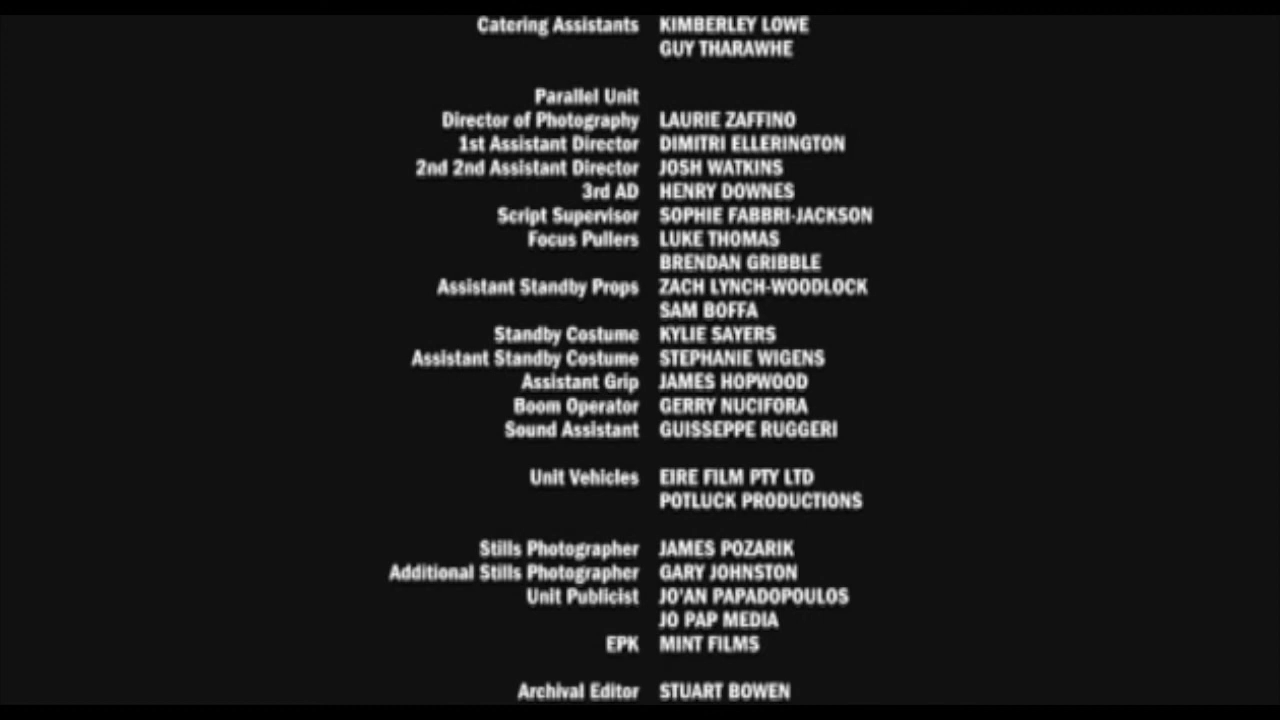 Catering Assistants KIMBERLEY LOWE
GUY THARAWHE
Parallel Unit
Director of Photography LAURIE ZAFFINO
1st Assistant Director DIMITRI ELLERINGTON
2nd 2nd Assistant Director JOSH WATKINS
3rd AD HENRY DOWNES
Script Supervisor SOPHIE FABBRI-JACKSON
Focus Pullers LUKE THOMAS
BRENDAN GRIBBLE
Assistant Standby Props ZACH LYNCH-WOODLOCK
SAM BOFFA
Standby Costume KYLIE SAYERS
Assistant Standby Costume STEPHANIE WIGENS
Assistant Grip JAMES HOPWOOD
Boom Operator GERRY NUCIFORA
Sound Assistant GUISSEPPE RUGGERI
Unit Vehicles EIRE FILM PTY LTD
POTLUCK PRODUCTIONS
Stills Photographer JAMES POZARIK
Additional Stills Photographer GARY JOHNSTON
Unit Publicist JO'AN PAPADOPOULOS
JO PAP MEDIA
EPK MINT FILMS
Archival Editor STUART BOWEN